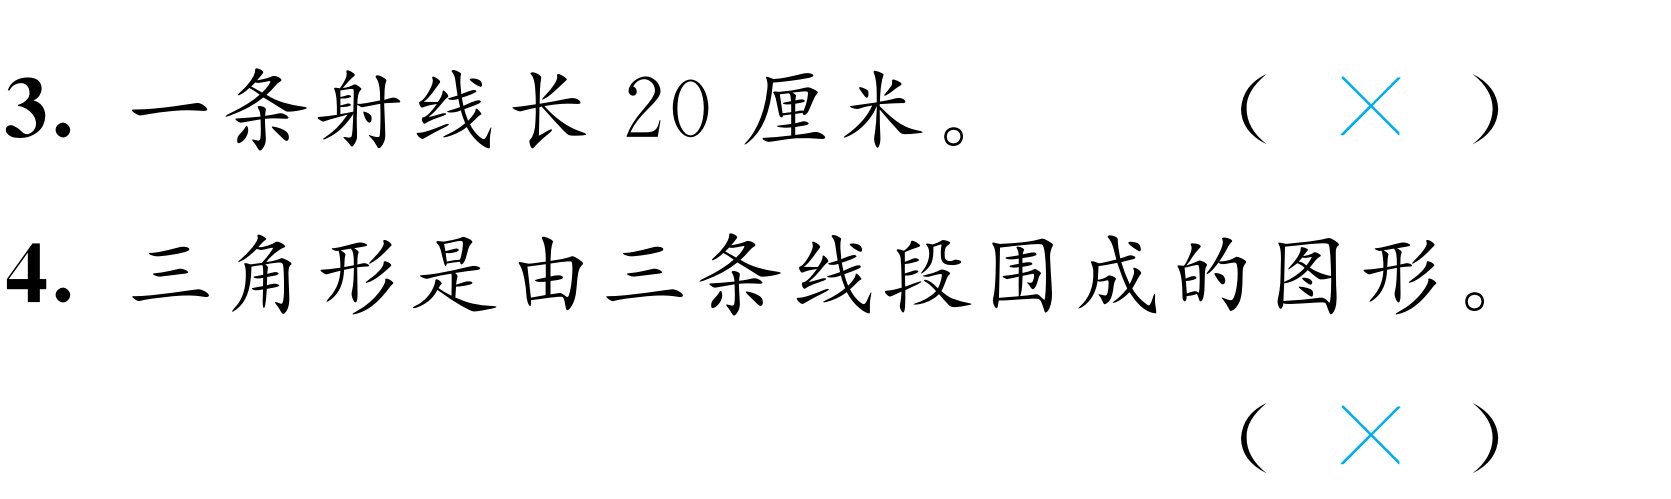 3. 一条射线长 20 厘米。 ( × )
4. 三角形是由三条线段围成的图形。
( × )